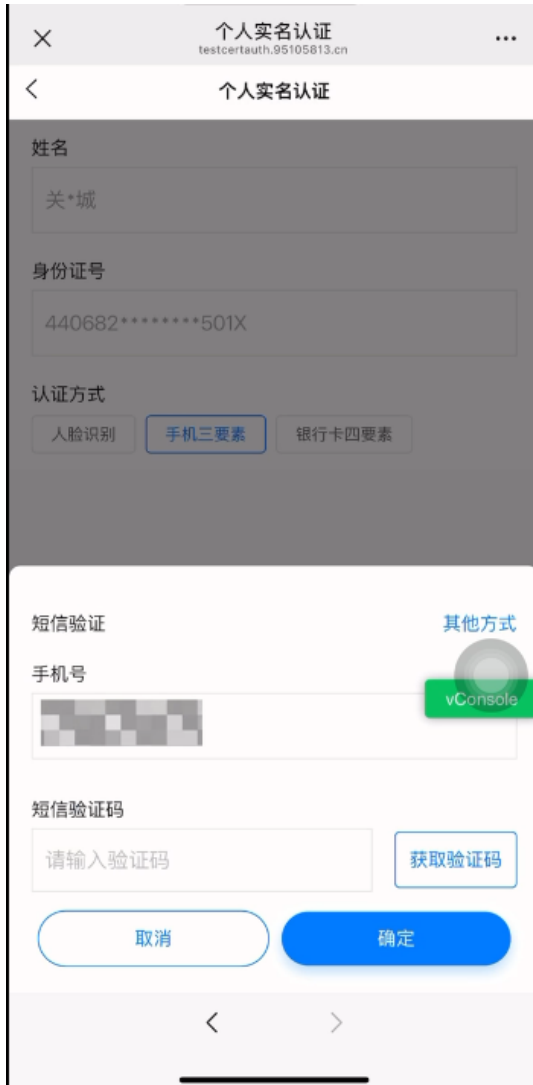 个人实名认证
testcertauth.95105813.cn
个人实名认证
姓名
关*城
身份证号
440682********501X
认证方式
人脸识别 手机三要素 银行卡四要素
短信验证 其他方式
手机号
vConsole
短信验证码
请输入验证码 获取验证码
取消 确定